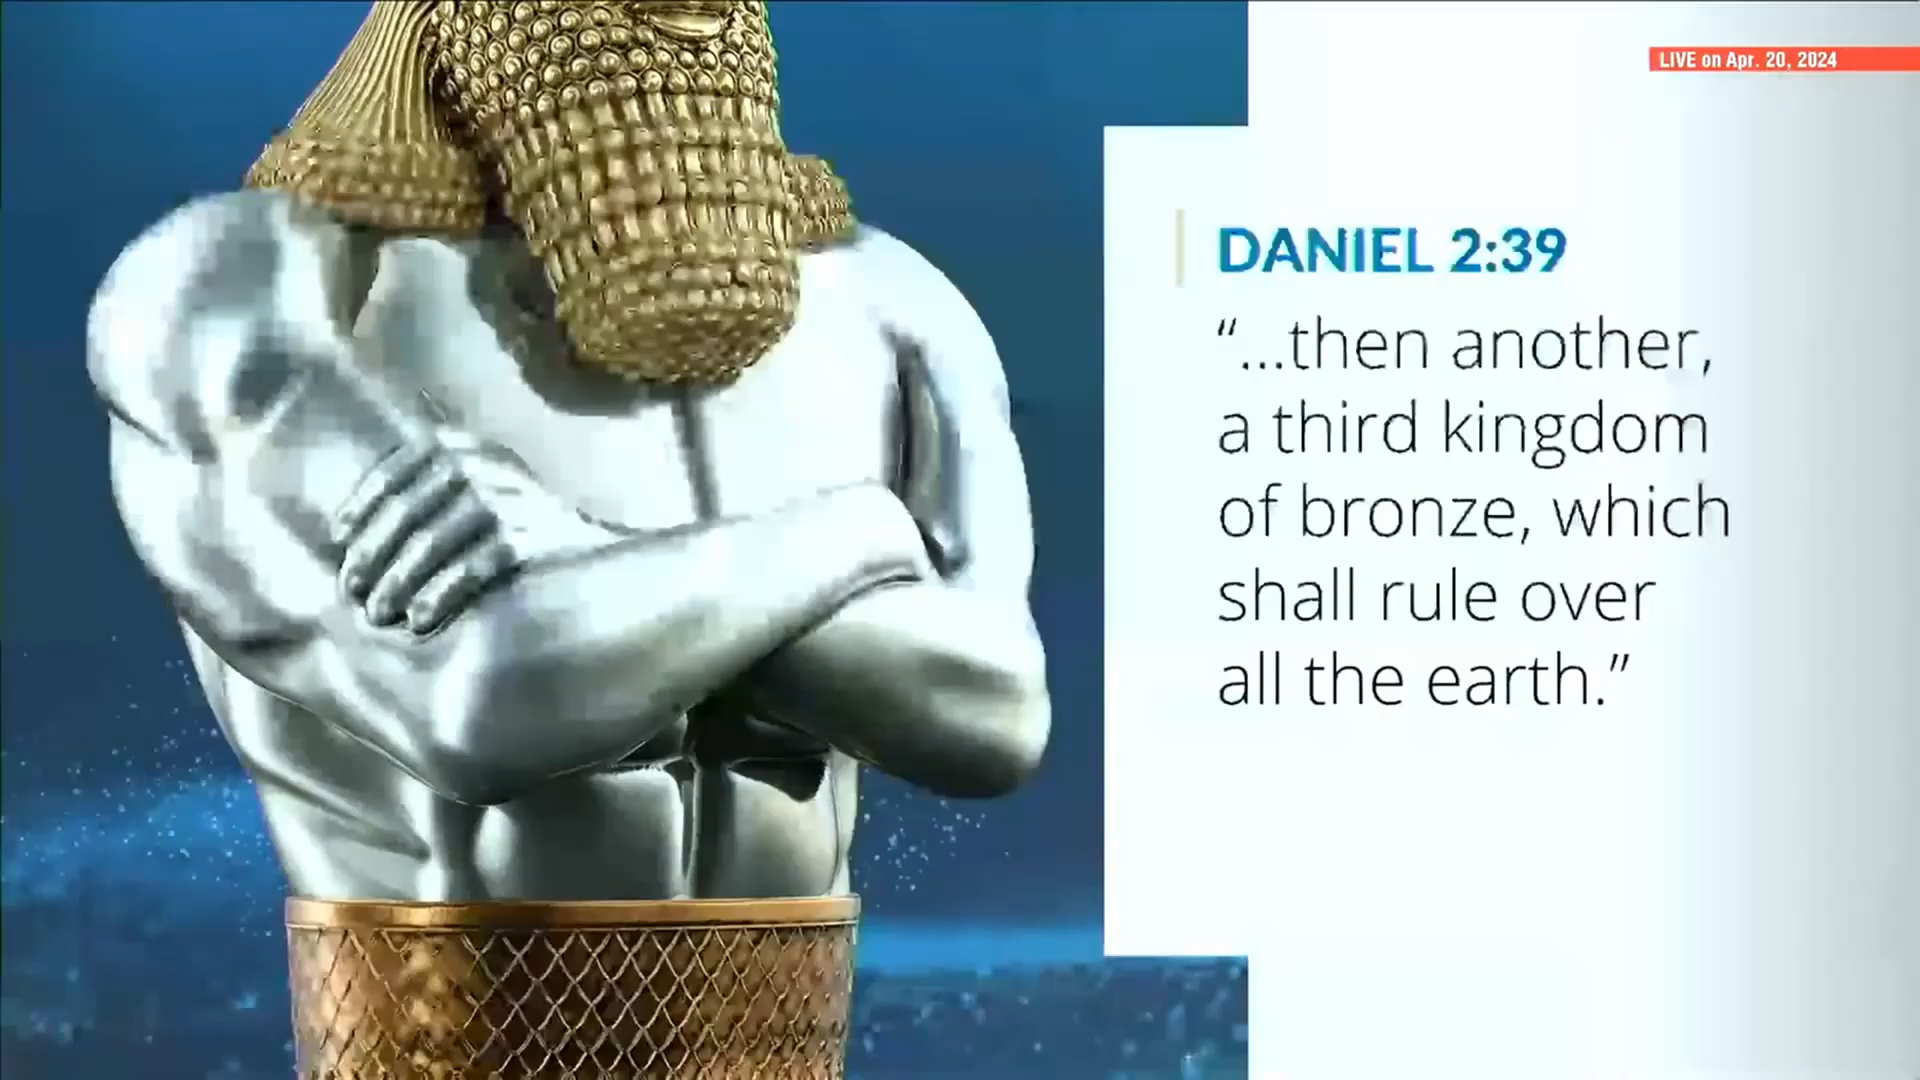 LIVE on Apr. 20, 2024
DANIEL 2:39
“...then another,
a third kingdom
of bronze, which
shall rule over
all the earth.”